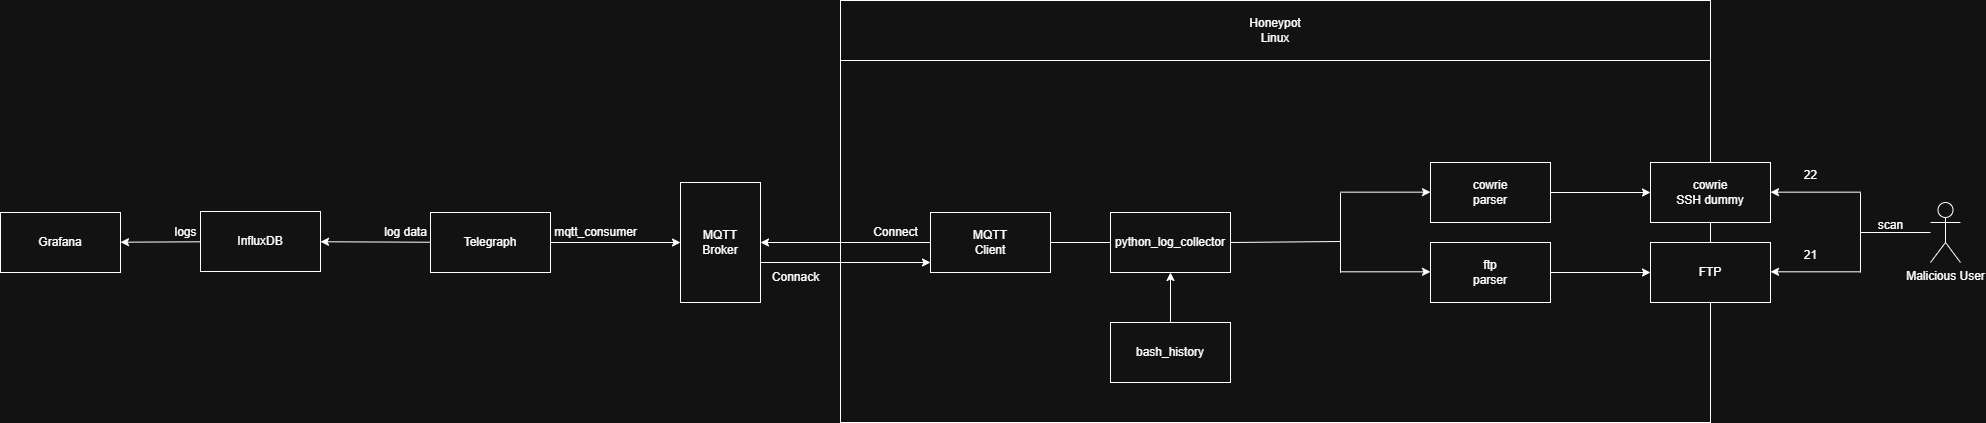 Honeypot
Linux
Grafana
logs
InfluxDB
log data
Telegraph
mqtt_consumer
MQTT
Broker
Connect
Connack
MQTT
Client
python_log_collector
bash_history
cowrie
parser
ftp
parser
cowrie
SSH dummy
FTP
22
21
scan
Malicious User